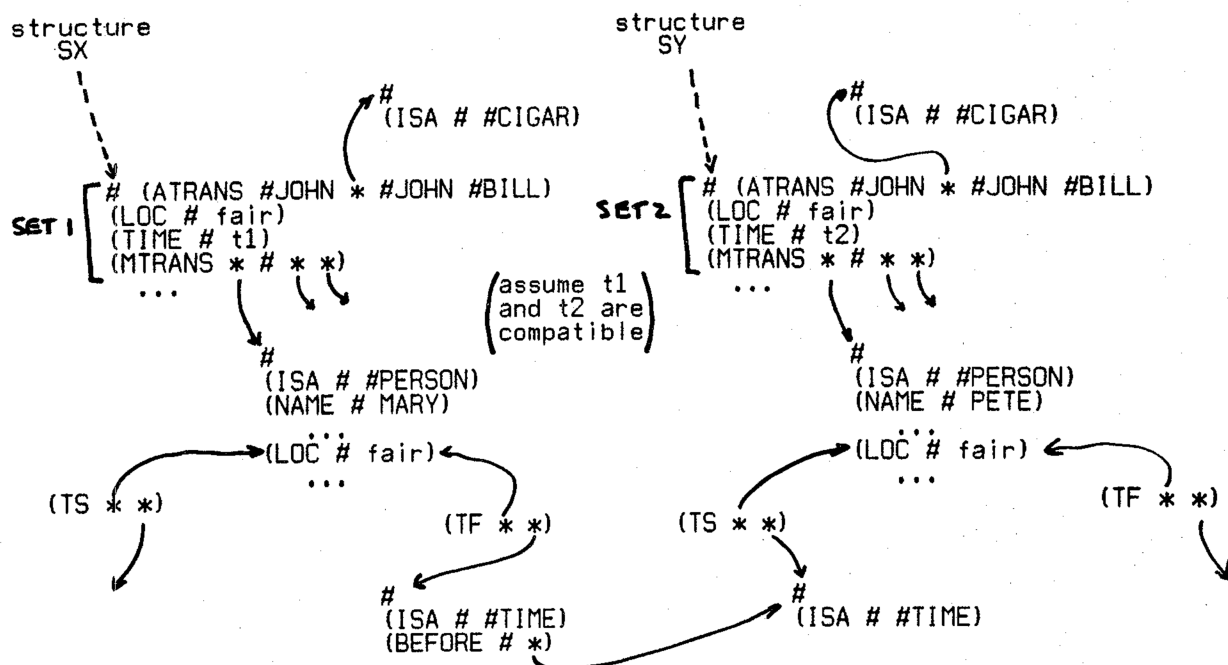 structure
SX
#
(ISA # #CIGAR)
# (ATRANS #JOHN * #JOHN #BILL)
(LOC # fair)
(TIME # t1)
(MTRANS * # * *)
...
SET 1
#
(ISA # #PERSON)
(NAME # MARY)
...
(LOC # fair)
...
(TS * *)
(TF * *)
#
(ISA # #TIME)
(BEFORE # *)
(assume t1
and t2 are
compatible)
structure
SY
#
(ISA # #CIGAR)
# (ATRANS #JOHN * #JOHN #BILL)
(LOC # fair)
(TIME # t2)
(MTRANS * # * *)
...
SET 2
#
(ISA # #PERSON)
(NAME # PETE)
...
(LOC # fair)
...
(TS * *)
(TF * *)
#
(ISA # #TIME)